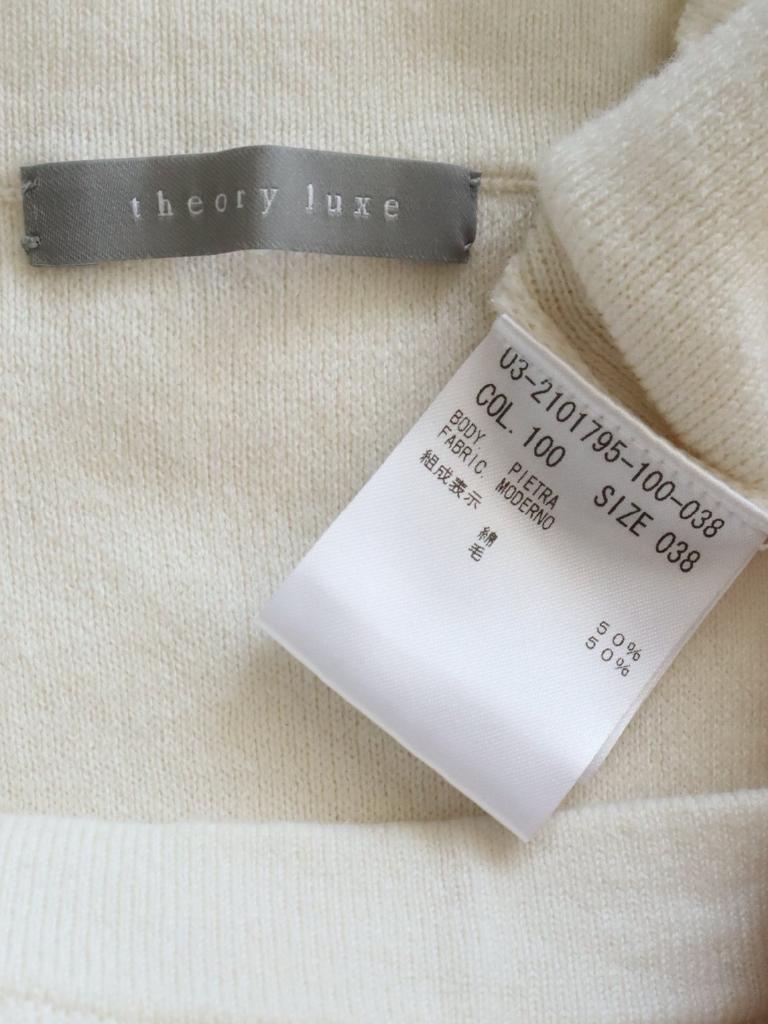 theory luxe
03-2101795-100-038
COL. 100 SIZE 038
BODY. PIETRA
FABRIC. MODERNO
組成表示
綿 50%
毛 50%